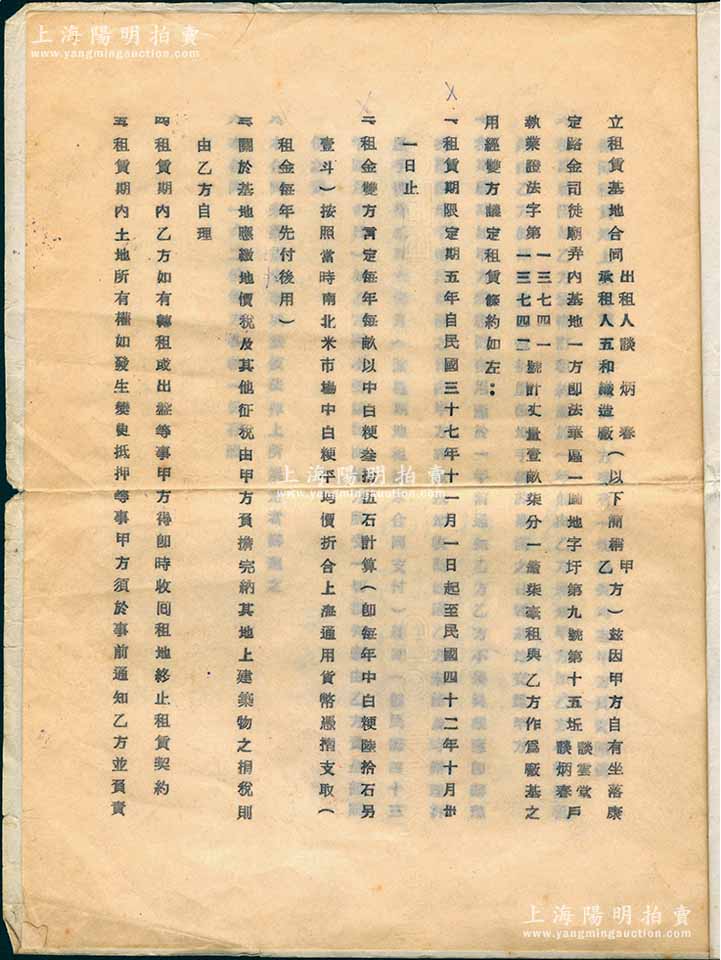 上海陽明拍賣
www.yangmingauction.com
立租賃基地合同出租人談炳春承租人五和織造廠(以下簡稱甲乙方)兹因甲方自有坐落康
定路金司徒廟弄内基地一方即法華區一圖地字圩第九號第十五坵談雲堂談炳春戶
執業證法字第一三七四一一三七四二號計丈量壹畝柒分一釐柒毫租與乙方作爲廠基之
用經雙方議定租賃條約如左:
一租賃期限定期五年自民國三十七年十一月一日起至民國四十二年十月卅
一日止
二租金雙方言定每年每畝以中白粳叁拾伍石計算(即每年中白粳陸拾石另
壹斗)按照當時南北米市場中白粳平均價折合上海通用貨幣憑摺支取(
租金每年先付後用)
三關於基地應繳地價稅及其他征稅由甲方負擔完納其地上建築物之捐稅則
由乙方自理
四租賃期内乙方如有轉租或出盤等事甲方得卽時收回租地終止租賃契約
五租賃期内土地所有權如發生變更抵押等事甲方須於事前通知乙方並負責
上海陽明拍賣
www.yangmingauction.com
上海陽明拍賣
www.yangmingauction.com